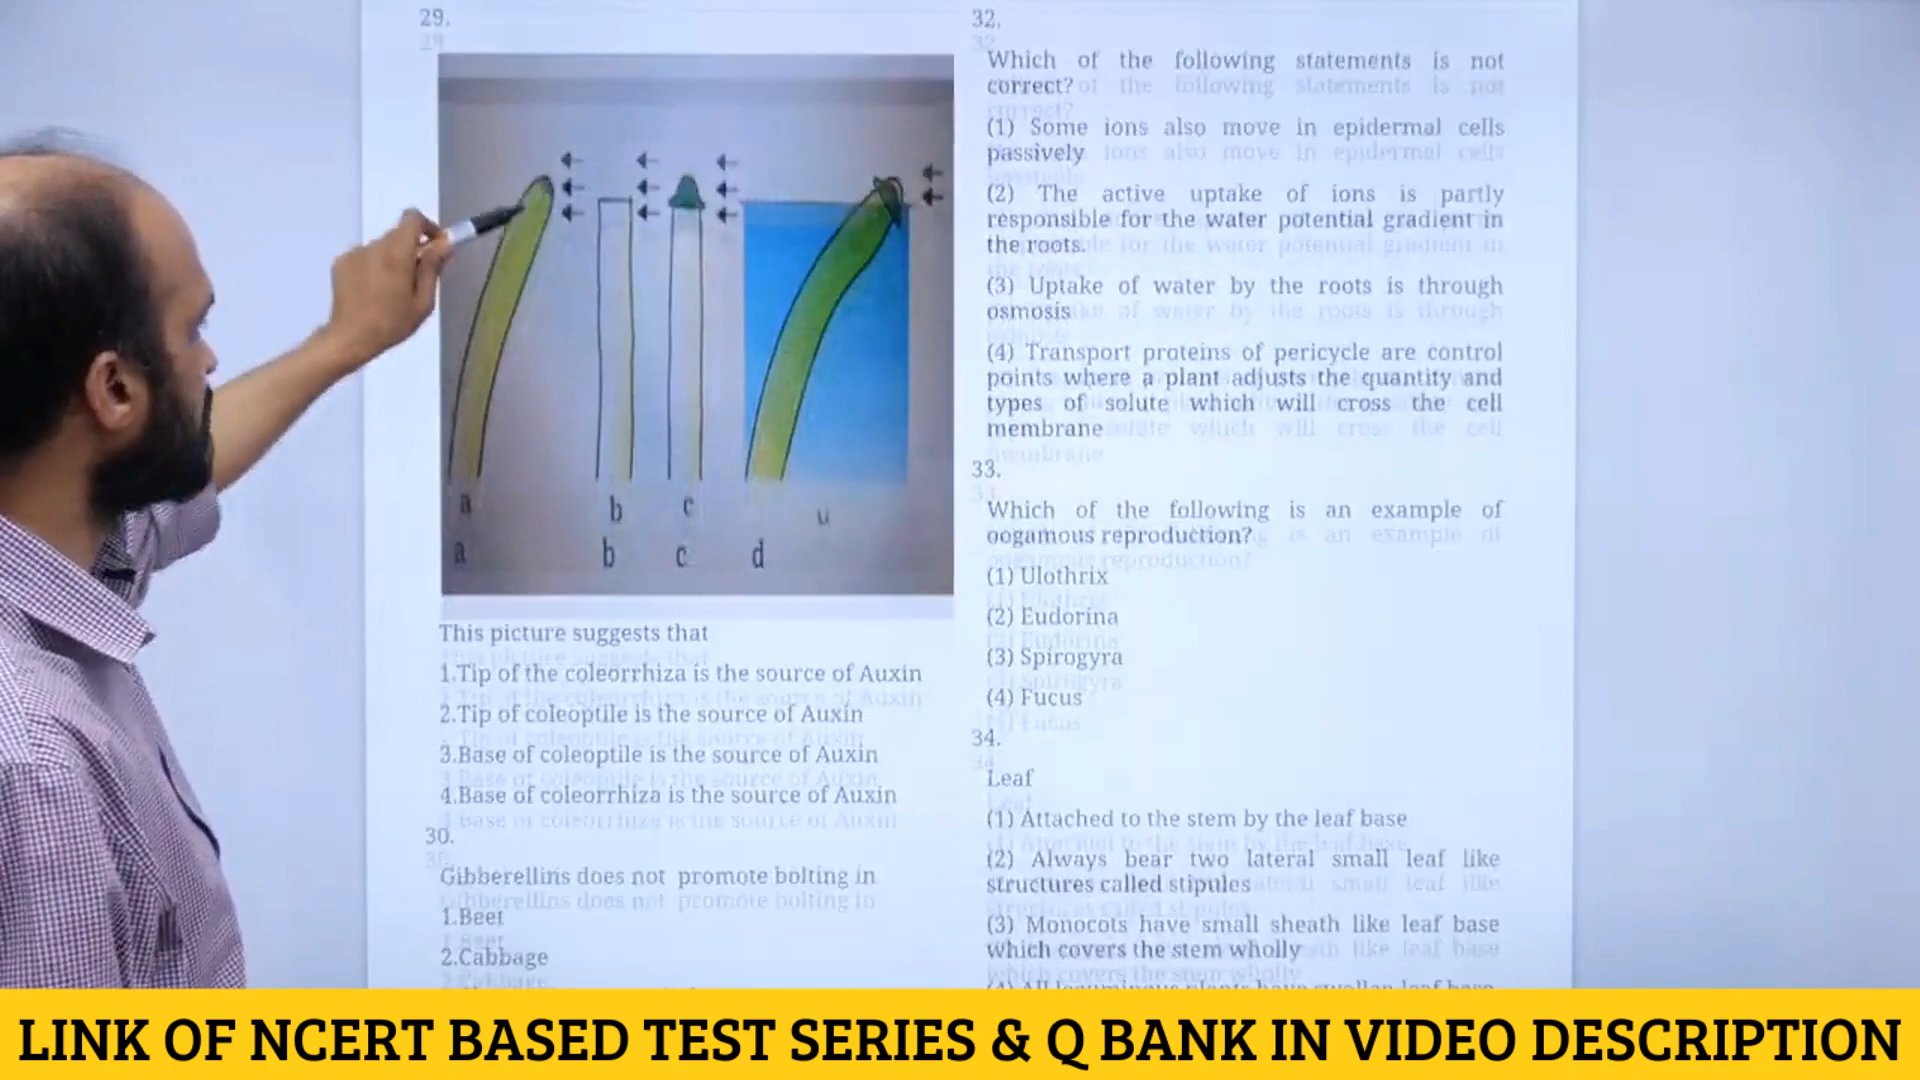 29.
a
b
c
u
a
b
c
d
This picture suggests that
1.Tip of the coleorrhiza is the source of Auxin
2.Tip of coleoptile is the source of Auxin
3.Base of coleoptile is the source of Auxin
4.Base of coleorrhiza is the source of Auxin
30.
Gibberellins does not promote bolting in
1.Beet
2.Cabbage
32.
Which of the following statements is not
correct?
(1) Some ions also move in epidermal cells
passively
(2) The active uptake of ions is partly
responsible for the water potential gradient in
the roots.
(3) Uptake of water by the roots is through
osmosis
(4) Transport proteins of pericycle are control
points where a plant adjusts the quantity and
types of solute which will cross the cell
membrane
33.
Which of the following is an example of
oogamous reproduction?
(1) Ulothrix
(2) Eudorina
(3) Spirogyra
(4) Fucus
34.
Leaf
(1) Attached to the stem by the leaf base
(2) Always bear two lateral small leaf like
structures called stipules
(3) Monocots have small sheath like leaf base
which covers the stem wholly
(4) All leguminous plants have swollen leaf base
LINK OF NCERT BASED TEST SERIES & Q BANK IN VIDEO DESCRIPTION